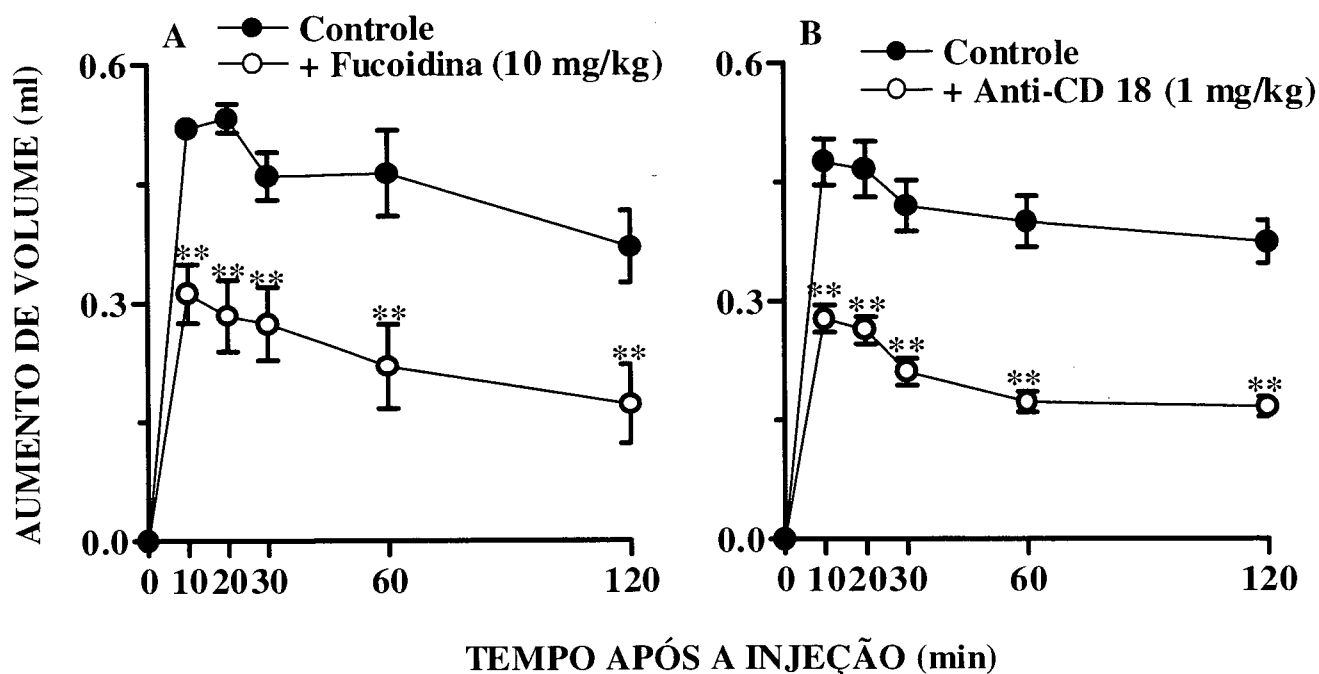 A
Controle
+ Fucoidina (10 mg/kg)
B
Controle
+ Anti-CD 18 (1 mg/kg)
AUMENTO DE VOLUME (ml)
0.6
0.3
0.0
** ** ** ** **
0 10 20 30 60 120
0.6
0.3
0.0
** ** ** ** **
0 10 20 30 60 120
TEMPO APÓS A INJEÇÃO (min)